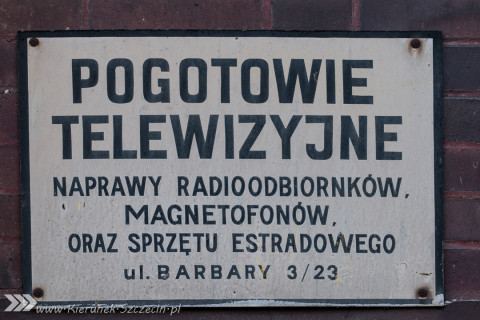 POGOTOWIE
TELEWIZYJNE
NAPRAWY RADIOODBIORNKÓW,
MAGNETOFONÓW,
ORAZ SPRZĘTU ESTRADOWEGO
ul. BARBARY 3/23
www.Kierunek-Szczecin.pl